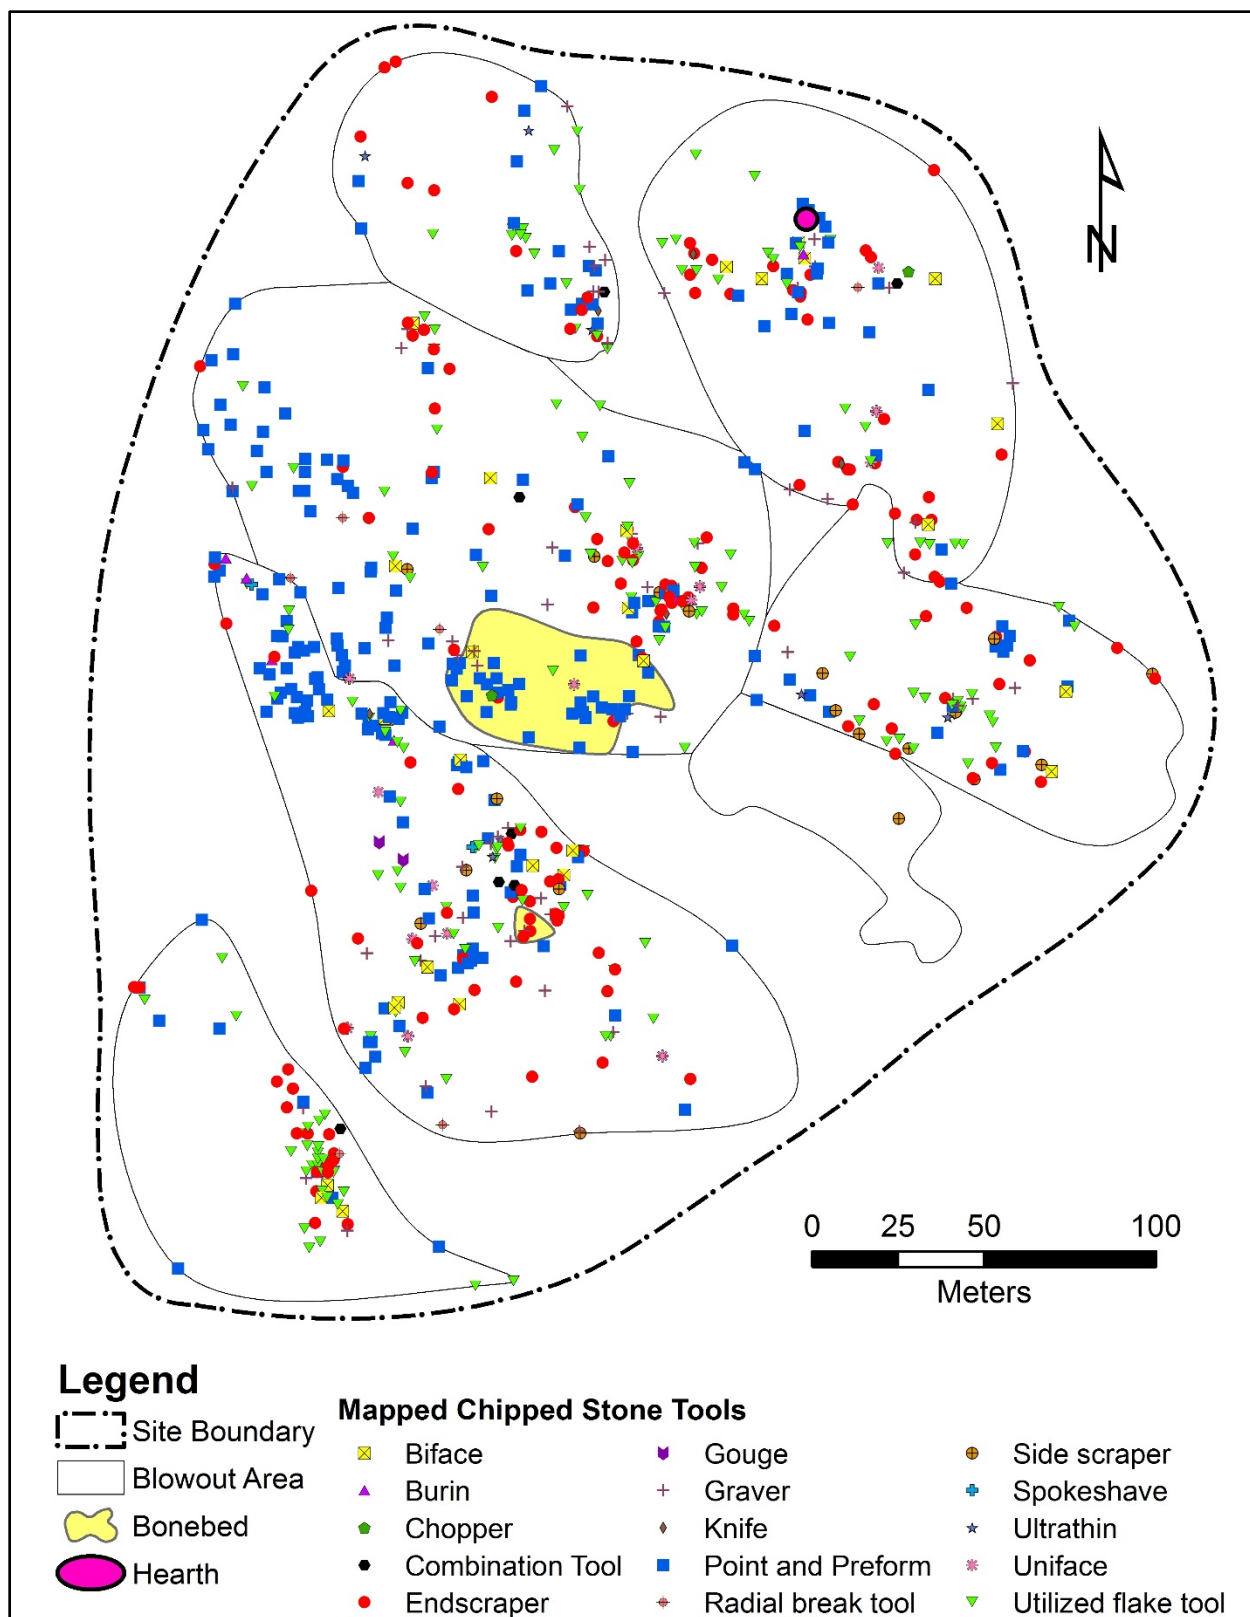 N
0 25 50 100
Meters
Legend
Site Boundary
Blowout Area
Bonebed
Hearth
Mapped Chipped Stone Tools
Biface
Burin
Chopper
Combination Tool
Endscraper
Gouge
Graver
Knife
Point and Preform
Radial break tool
Side scraper
Spokeshave
Ultrathin
Uniface
Utilized flake tool